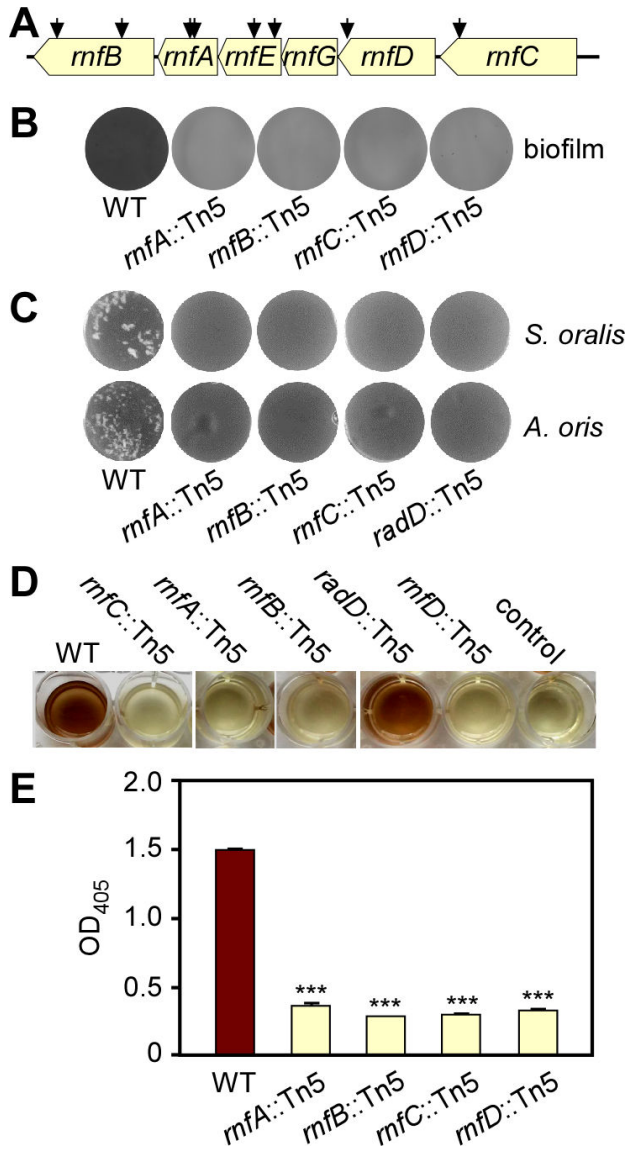 A
rnfB rnfA rnfE rnfG rnfD rnfC
B
biofilm
WT rnfA::Tn5 rnfB::Tn5 rnfC::Tn5 rnfD::Tn5
C
S. oralis
A. oris
WT rnfA::Tn5 rnfB::Tn5 rnfC::Tn5 radD::Tn5
D
WT rnfC::Tn5 rnfA::Tn5 rnfB::Tn5 radD::Tn5 rnfD::Tn5 control
E
2.0
1.5
1.0
0.5
0
OD405
*** *** *** ***
WT rnfA::Tn5 rnfB::Tn5 rnfC::Tn5 rnfD::Tn5